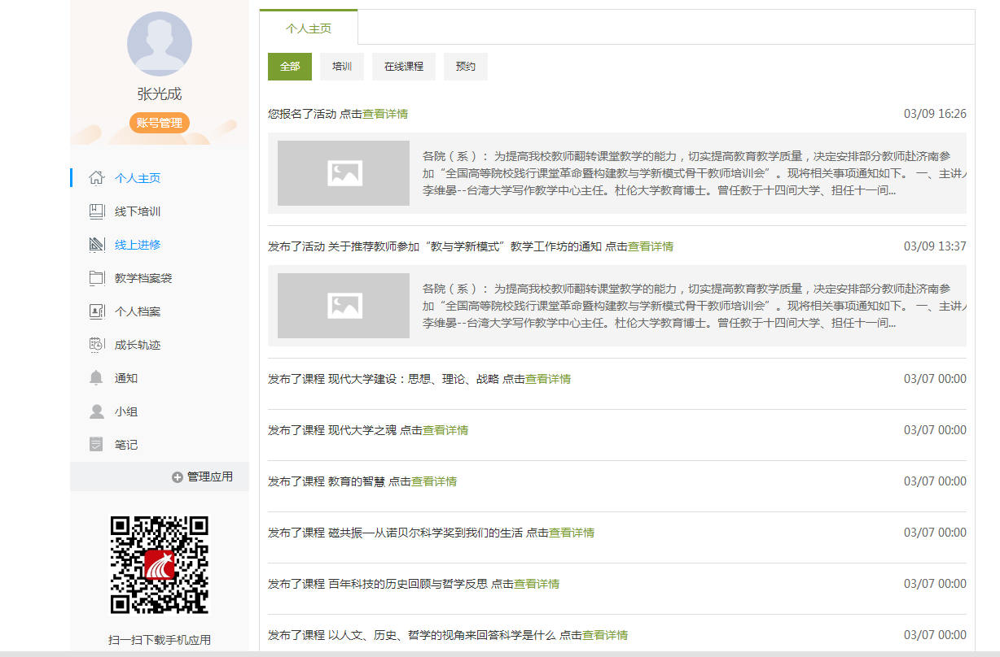 张光成
账号管理
个人主页
线下培训
线上进修
教学档案袋
个人档案
成长轨迹
通知
小组
笔记
管理应用
扫一扫下载手机应用
个人主页
全部 培训 在线课程 预约
您报名了活动 点击查看详情 03/09 16:26
各院（系）：为提高我校教师翻转课堂教学的能力，切实提高教育教学质量，决定安排部分教师赴济南参
加“全国高等院校践行课堂革命暨构建教与学新模式骨干教师培训会”。现将相关事项通知如下。 一、主讲人
李维晏--台湾大学写作教学中心主任。杜伦大学教育博士。曾任教于十四间大学、担任十一间...
发布了活动 关于推荐教师参加“教与学新模式”教学工作坊的通知 点击查看详情 03/09 13:37
各院（系）：为提高我校教师翻转课堂教学的能力，切实提高教育教学质量，决定安排部分教师赴济南参
加“全国高等院校践行课堂革命暨构建教与学新模式骨干教师培训会”。现将相关事项通知如下。 一、主讲人
李维晏--台湾大学写作教学中心主任。杜伦大学教育博士。曾任教于十四间大学、担任十一间...
发布了课程 现代大学建设：思想、理论、战略 点击查看详情 03/07 00:00
发布了课程 现代大学之魂 点击查看详情 03/07 00:00
发布了课程 教育的智慧 点击查看详情 03/07 00:00
发布了课程 磁共振—从诺贝尔科学奖到我们的生活 点击查看详情 03/07 00:00
发布了课程 百年科技的历史回顾与哲学反思 点击查看详情 03/07 00:00
发布了课程 以人文、历史、哲学的视角来回答科学是什么 点击查看详情 03/07 00:00